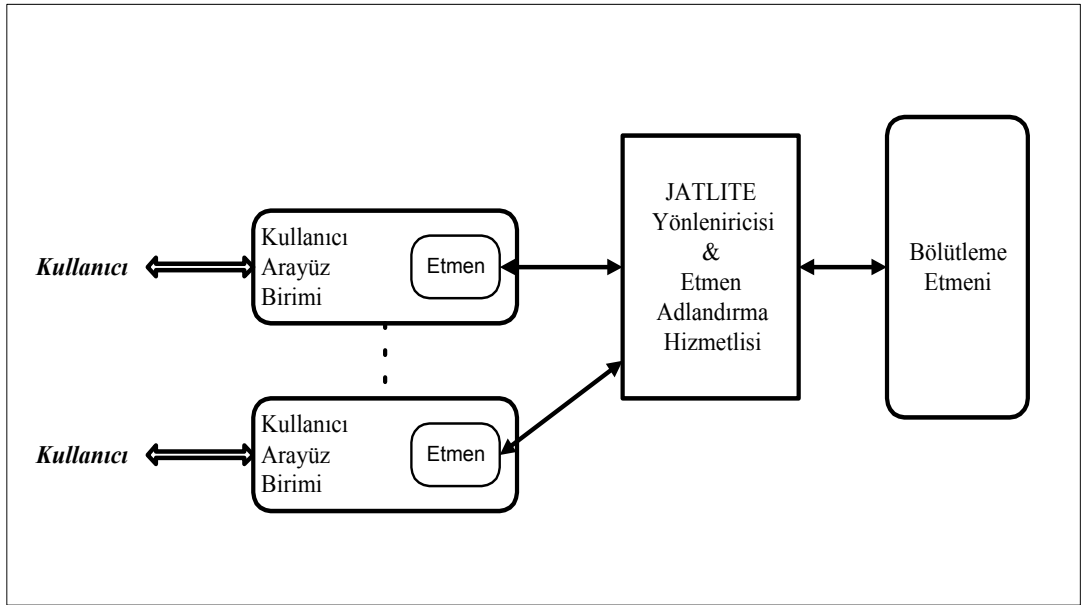 Kullanıcı
Kullanıcı
Arayüz
Birimi
Etmen
JATLITE
Yönleniricisi
&
Etmen
Adlandırma
Hizmetlisi
Bölütleme
Etmeni
Kullanıcı
Kullanıcı
Arayüz
Birimi
Etmen